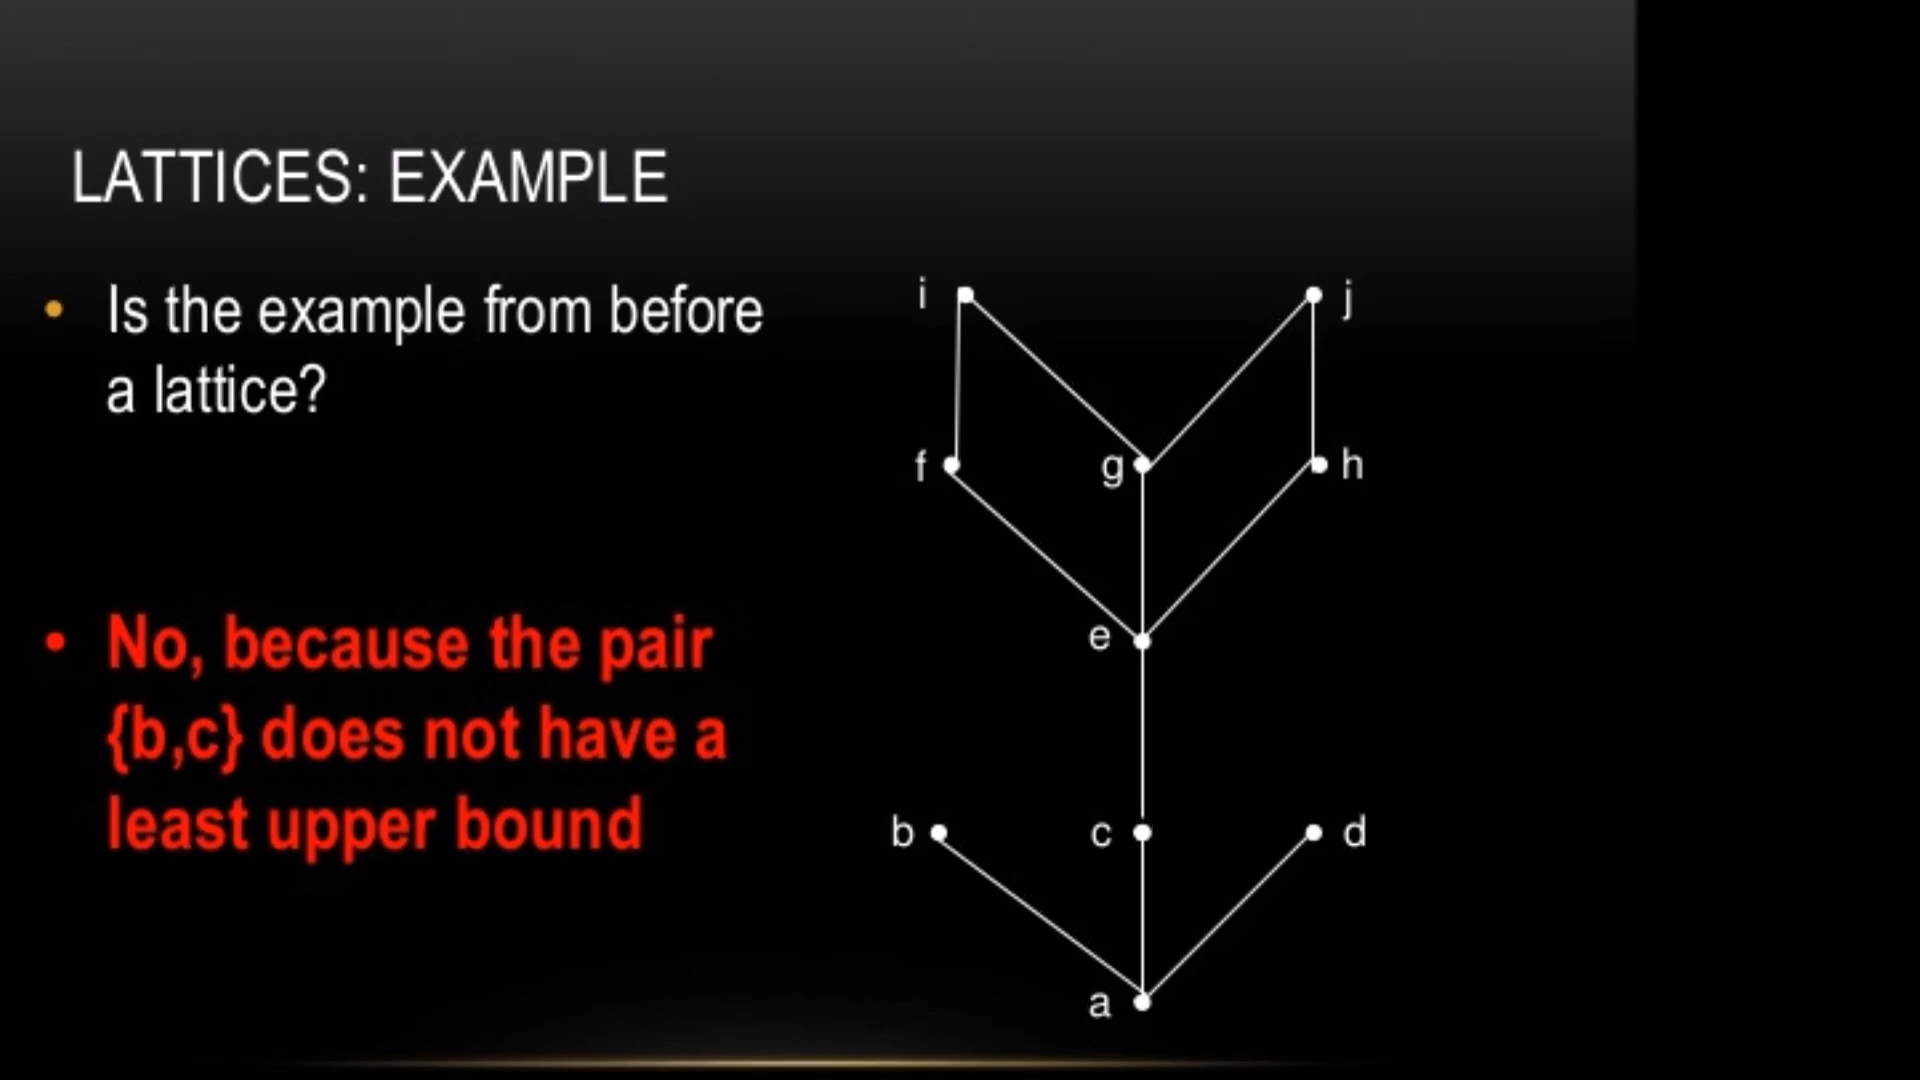 LATTICES: EXAMPLE
• Is the example from before
a lattice?
• No, because the pair
{b,c} does not have a
least upper bound
i j
f g h
e
b c d
a